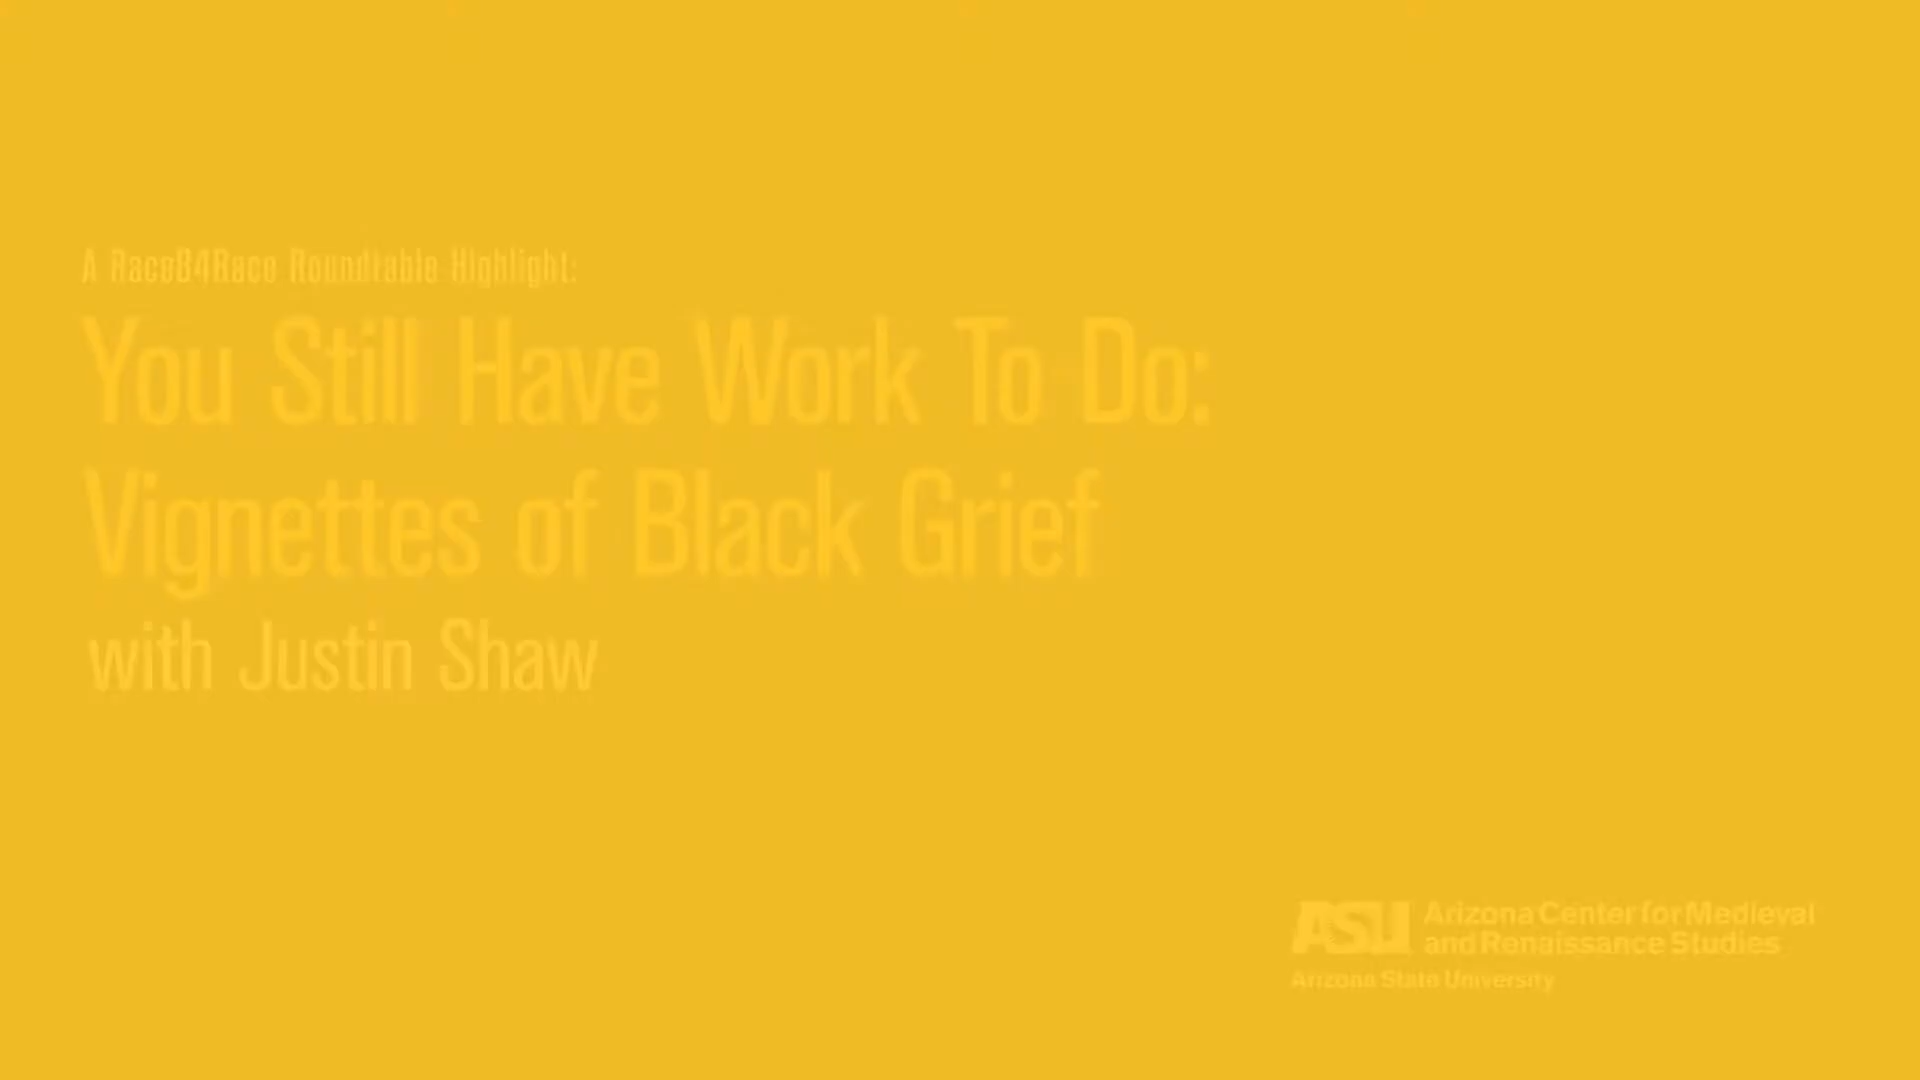 A RaceB4Race Roundtable Highlight:
You Still Have Work To Do:
Vignettes of Black Grief
with Justin Shaw
ASU Arizona Center for Medieval
and Renaissance Studies
Arizona State University